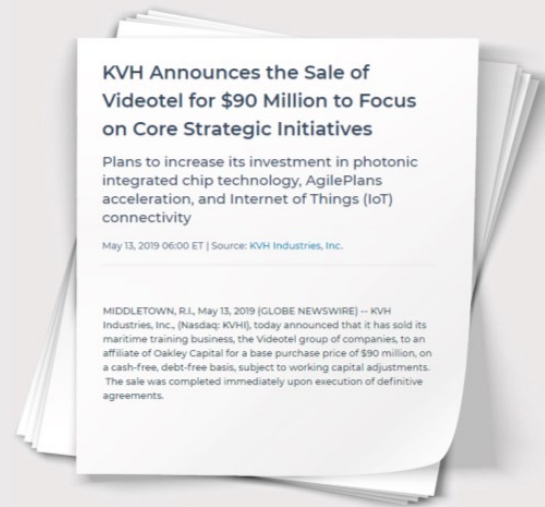 KVH Announces the Sale of
Videotel for $90 Million to Focus
on Core Strategic Initiatives
Plans to increase its investment in photonic
integrated chip technology, AgilePlans
acceleration, and Internet of Things (IoT)
connectivity
May 13, 2019 06:00 ET | Source: KVH Industries, Inc.
MIDDLETOWN, R.I., May 13, 2019 (GLOBE NEWSWIRE) -- KVH
Industries, Inc., (Nasdaq: KVHI), today announced that it has sold its
maritime training business, the Videotel group of companies, to an
affiliate of Oakley Capital for a base purchase price of $90 million, on
a cash-free, debt-free basis, subject to working capital adjustments.
The sale was completed immediately upon execution of definitive
agreements.